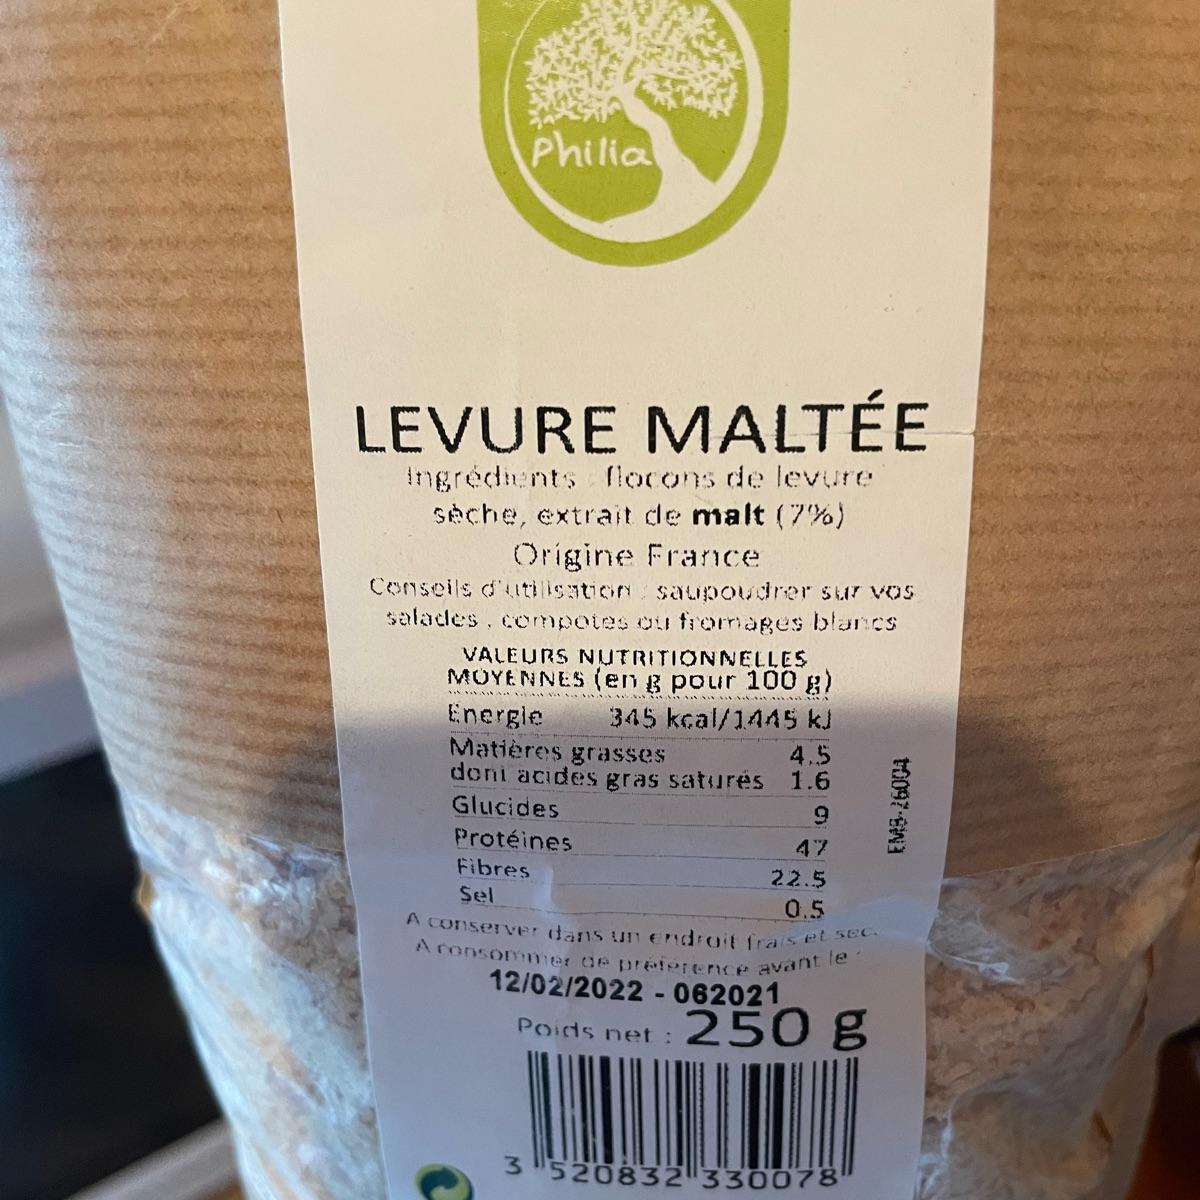 Philia
LEVURE MALTÉE
Ingrédients : flocons de levure
sèche, extrait de malt (7%)
Origine France
Conseils d'utilisation : saupoudrer sur vos
salades , compotes ou fromages blancs
VALEURS NUTRITIONNELLES
MOYENNES (en g pour 100 g)
Energie 345 kcal/1445 kJ
Matières grasses 4.5
dont acides gras saturés 1.6
Glucides 9
Protéines 47
Fibres 22.5
Sel 0.5
EMB-26004
A conserver dans un endroit frais et sec.
A consommer de préférence avant le :
12/02/2022 - 062021
Poids net : 250 g
3 520832 330078